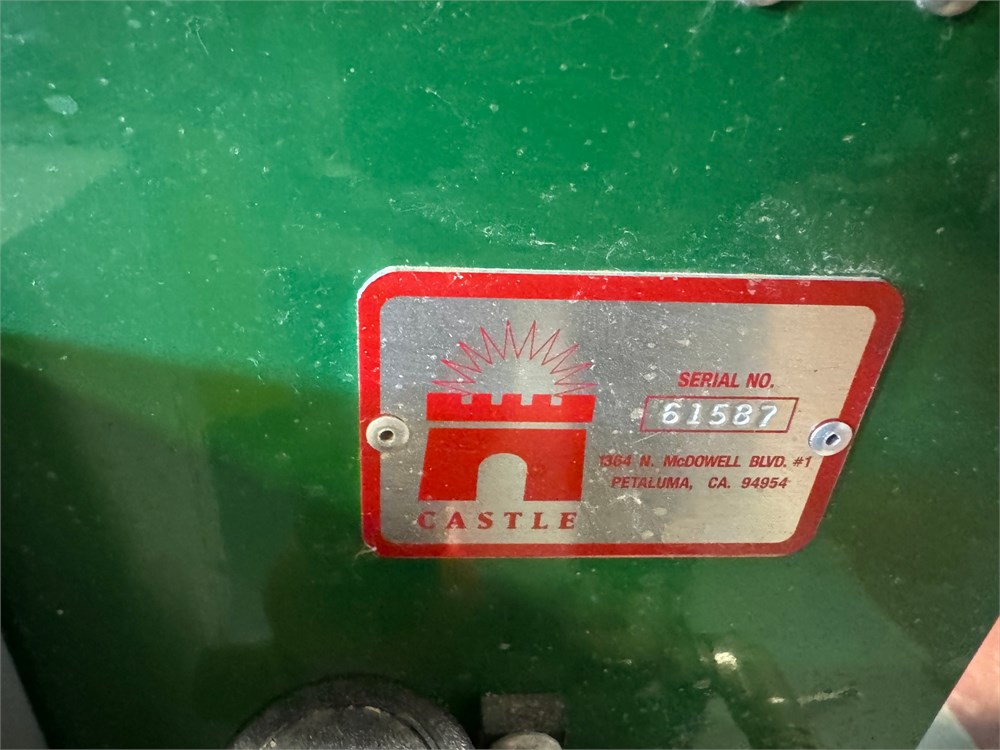 SERIAL NO.
61587
1364 N. McDOWELL BLVD. #1
PETALUMA, CA. 94954
CASTLE